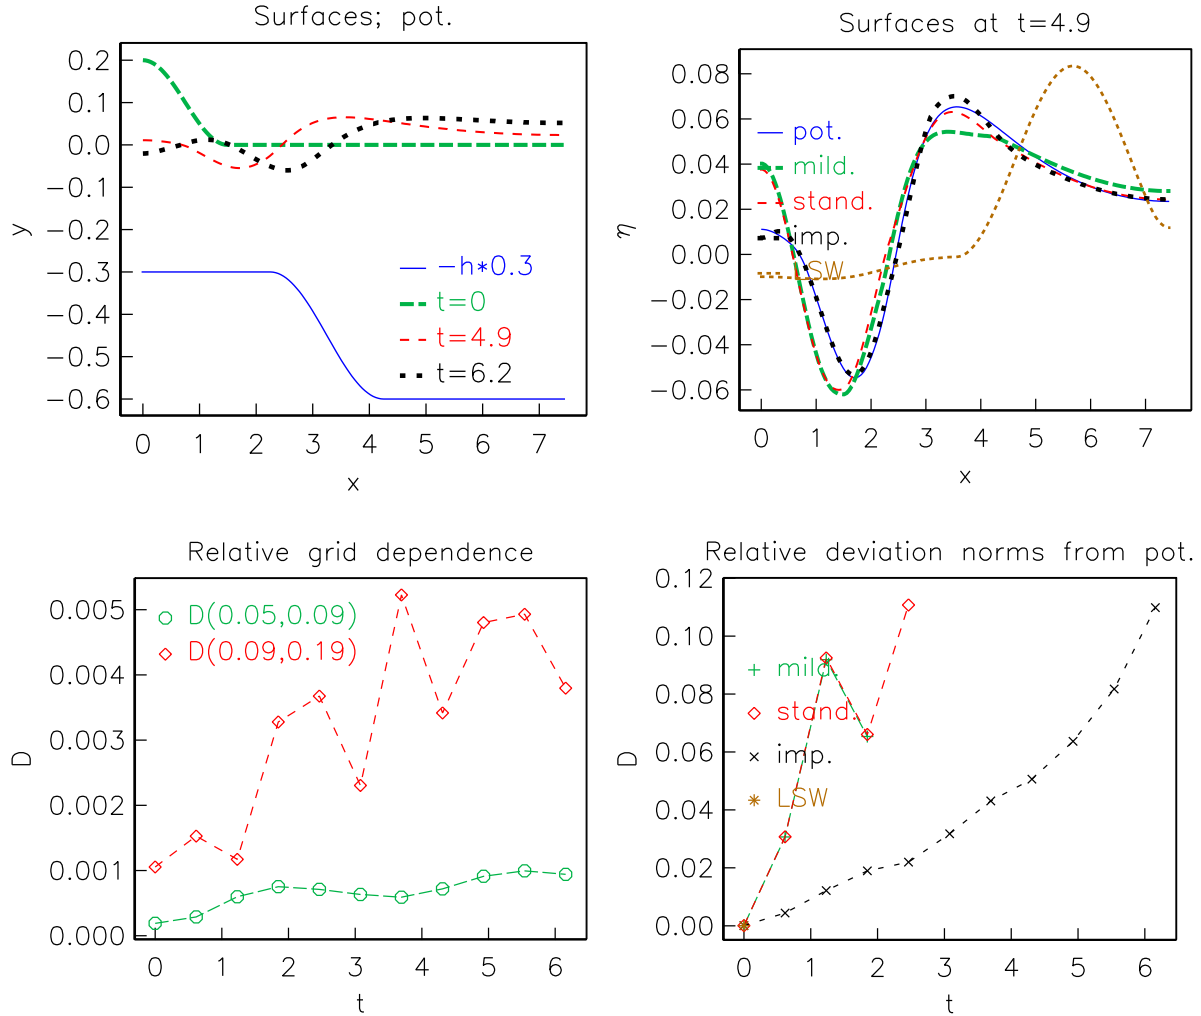 Surfaces; pot.
0.2
0.1
0.0
−0.1
−0.2
−0.3
−0.4
−0.5
−0.6
y
−h*0.3
t=0
t=4.9
t=6.2
0 1 2 3 4 5 6 7
x
Surfaces at t=4.9
0.08
0.06
0.04
0.02
0.00
−0.02
−0.04
−0.06
η
pot.
mild.
stand.
imp.
LSW
0 1 2 3 4 5 6 7
x
Relative grid dependence
0.005
0.004
0.003
0.002
0.001
0.000
D
D(0.05,0.09)
D(0.09,0.19)
0 1 2 3 4 5 6
t
Relative deviation norms from pot.
0.12
0.10
0.08
0.06
0.04
0.02
0.00
D
mild.
stand.
imp.
LSW
0 1 2 3 4 5 6
t